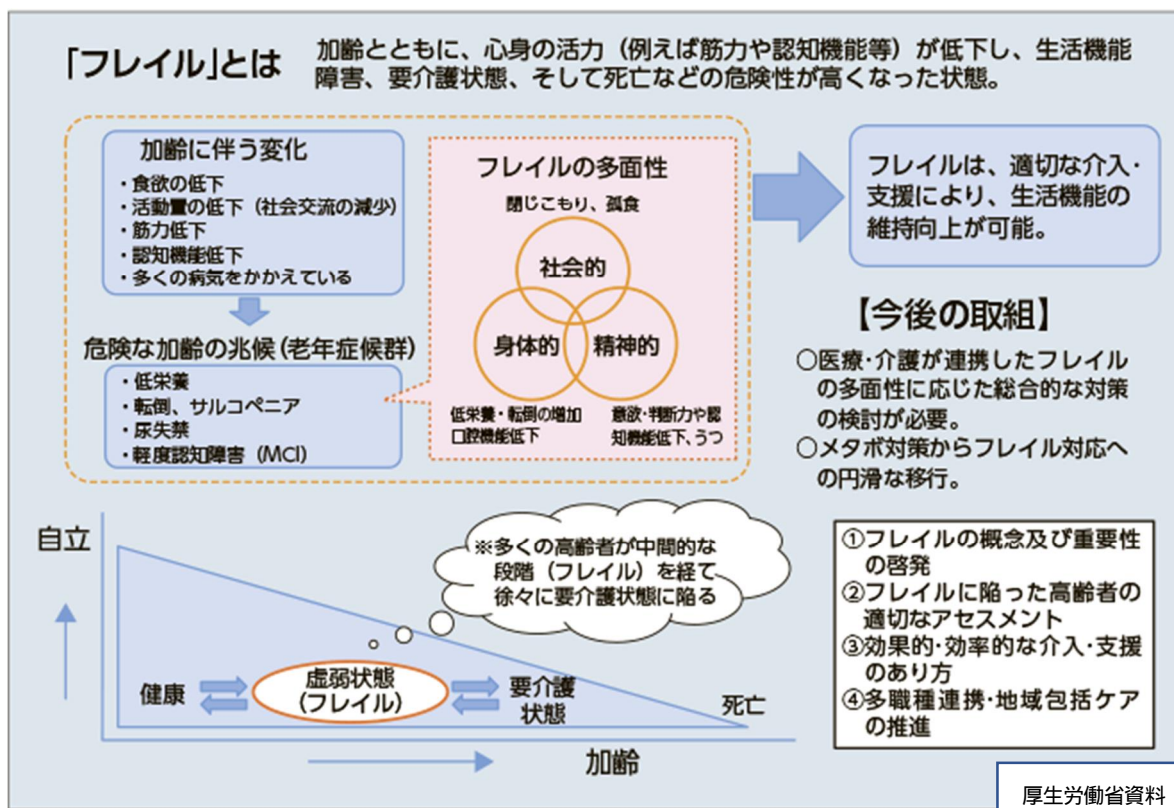 「フレイル」とは
加齢とともに、心身の活力（例えば筋力や認知機能等）が低下し、生活機能
障害、要介護状態、そして死亡などの危険性が高くなった状態。
加齢に伴う変化
・食欲の低下
・活動置の低下（社会交流の減少）
・筋力低下
・認知機能低下
・多くの病気をかかえている
危険な加齢の兆候（老年症候群）
・低栄養
・転倒、サルコペニア
・尿失禁
・軽度認知障害（MCI）
フレイルの多面性
閉じこもり、孤食
社会的
身体的
精神的
低栄養・転倒の増加
口腔機能低下
意欲・判断力や認
知機能低下、うつ
フレイルは、適切な介入・
支援により、生活機能の
維持向上が可能。
【今後の取組】
○医療・介護が連携したフレイル
の多面性に応じた総合的な対策
の検討が必要。
○メタボ対策からフレイル対応へ
の円滑な移行。
①フレイルの概念及び重要性
の啓発
②フレイルに陥った高齢者の
適切なアセスメント
③効果的・効率的な介入・支援
のあり方
④多職種連携・地域包括ケア
の推進
自立
※多くの高齢者が中間的な
段階（フレイル）を経て
徐々に要介護状態に陥る
健康
虚弱状態
（フレイル）
要介護
状態
死亡
加齢
厚生労働省資料